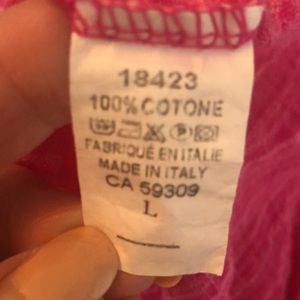 18423
100% COTONE
FABRIQUÉ EN ITALIE
MADE IN ITALY
CA 59309
L